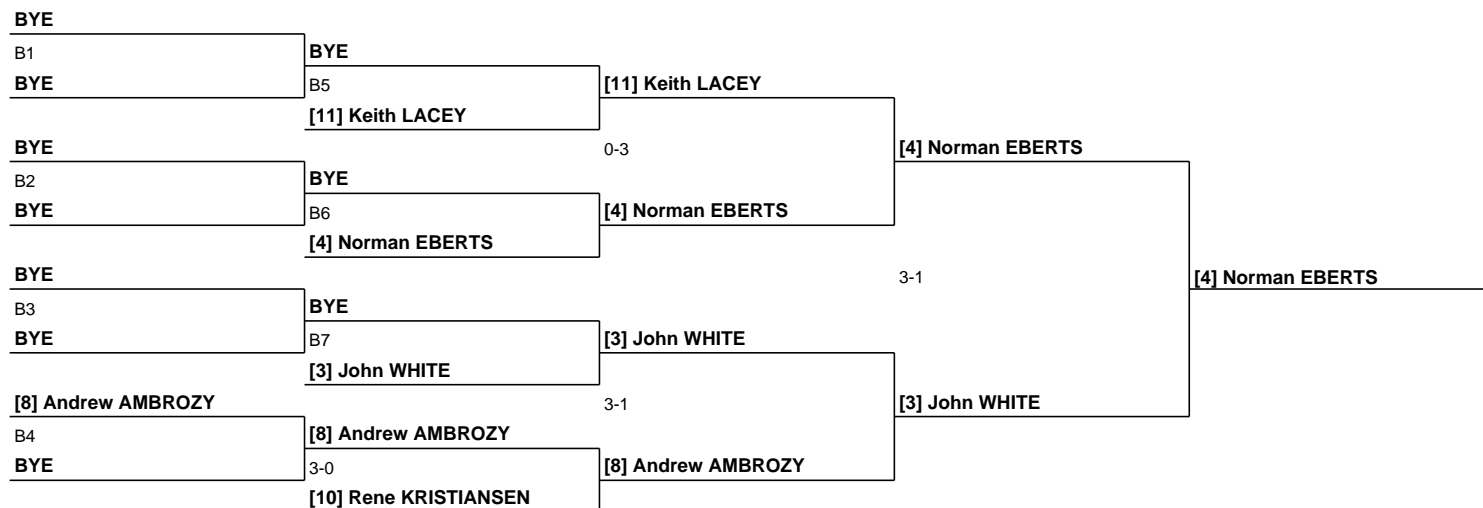 BYE
B1
BYE
BYE
B5
[11] Keith LACEY
[11] Keith LACEY
BYE
B2
BYE
BYE
B6
[4] Norman EBERTS
0-3
[4] Norman EBERTS
[4] Norman EBERTS
BYE
B3
BYE
BYE
B7
[3] John WHITE
[3] John WHITE
3-1
[4] Norman EBERTS
[8] Andrew AMBROZY
B4
BYE
[8] Andrew AMBROZY
3-0
[10] Rene KRISTIANSEN
3-1
[8] Andrew AMBROZY
[3] John WHITE